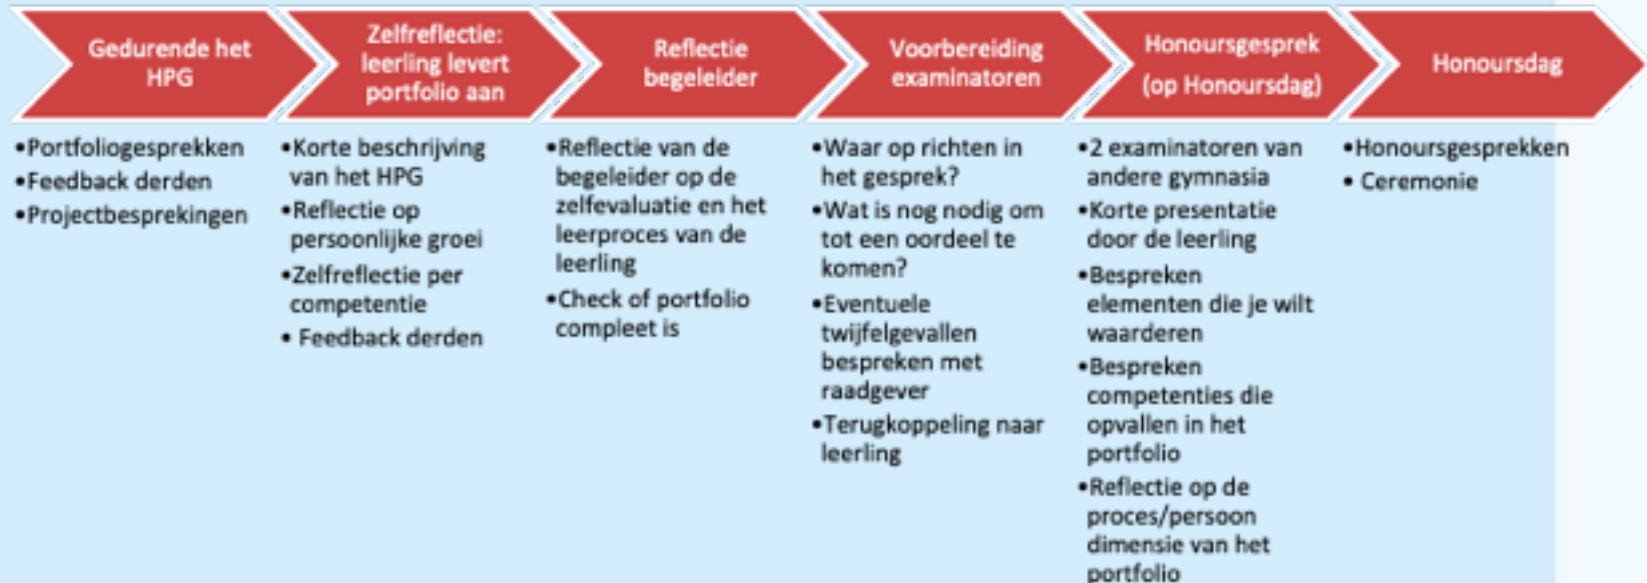 Gedurende het
HPG
Zelfreflectie:
leerling levert
portfolio aan
Reflectie
begeleider
Voorbereiding
examinatoren
Honoursgesprek
(op Honoursdag)
Honoursdag
•Portfoliogesprekken
•Feedback derden
•Projectbesprekingen
•Korte beschrijving
van het HPG
•Reflectie op
persoonlijke groei
•Zelfreflectie per
competentie
• Feedback derden
•Reflectie van de
begeleider op de
zelfevaluatie en het
leerproces van de
leerling
•Check of portfolio
compleet is
•Waar op richten in
het gesprek?
•Wat is nog nodig om
tot een oordeel te
komen?
•Eventuele
twijfelgevallen
bespreken met
raadgever
•Terugkoppeling naar
leerling
•2 examinatoren van
andere gymnasia
•Korte presentatie
door de leerling
•Bespreken
elementen die je wilt
waarderen
•Bespreken
competenties die
opvallen in het
portfolio
•Reflectie op de
proces/persoon
dimensie van het
portfolio
•Honoursgesprekken
• Ceremonie